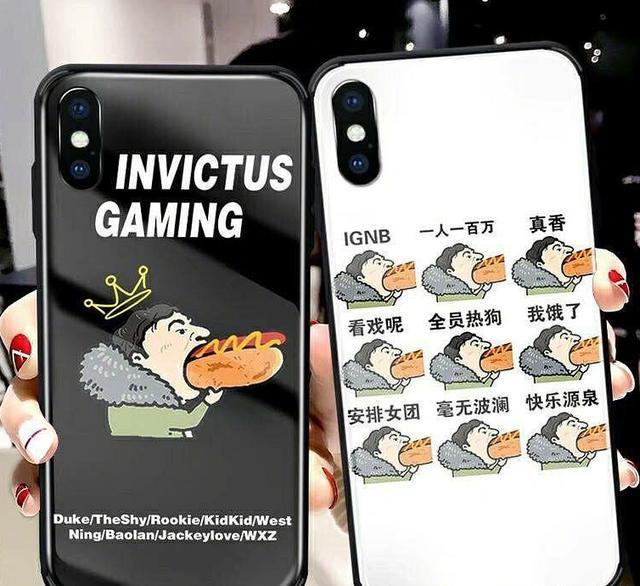 INVICTUS
GAMING
Duke/TheShy/Rookie/KidKid/West
Ning/Baolan/Jackeylove/WXZ
IGNB 一人一百万 真香
看戏呢 全员热狗 我饿了
安排女团 毫无波澜 快乐源泉